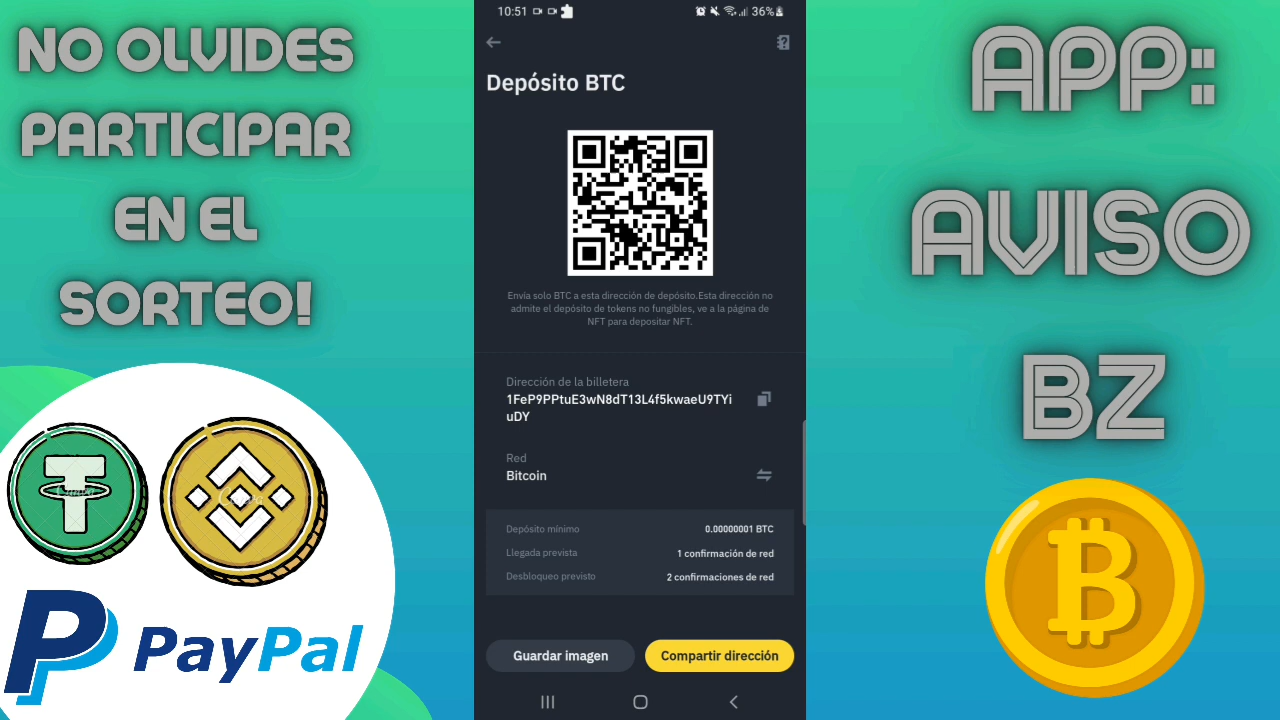 NO OLVIDES
PARTICIPAR
EN EL
SORTEO!
PayPal
10:51
36%
Depósito BTC
Envía solo BTC a esta dirección de depósito.Esta dirección no
admite el depósito de tokens no fungibles, ve a la página de
NFT para depositar NFT.
Dirección de la billetera
1FeP9PPtuE3wN8dT13L4f5kwaeU9TYi
uDY
Red
Bitcoin
Depósito mínimo 0.00000001 BTC
Llegada prevista 1 confirmación de red
Desbloqueo previsto 2 confirmaciones de red
Guardar imagen Compartir dirección
APP:
AVISO
BZ